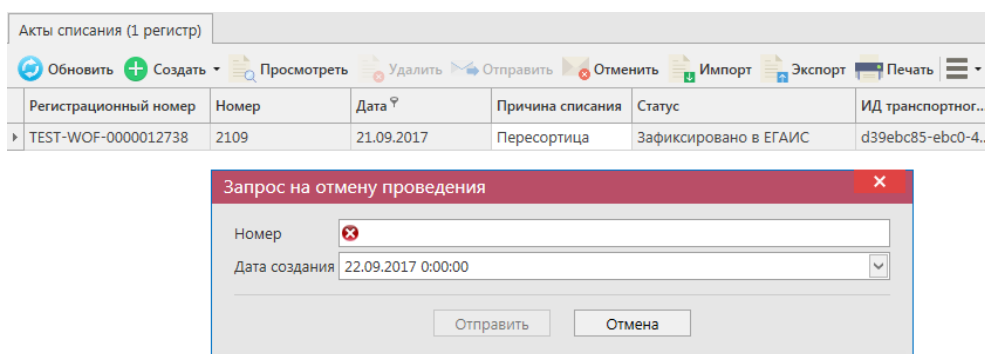 Акты списания (1 регистр)
Обновить Создать Просмотреть Удалить Отправить Отменить Импорт Экспорт Печать
Регистрационный номер Номер Дата Причина списания Статус ИД транспортног...
TEST-WOF-0000012738 2109 21.09.2017 Пересортица Зафиксировано в ЕГАИС d39ebc85-ebc0-4...
Запрос на отмену проведения
Номер
Дата создания 22.09.2017 0:00:00
Отправить Отмена